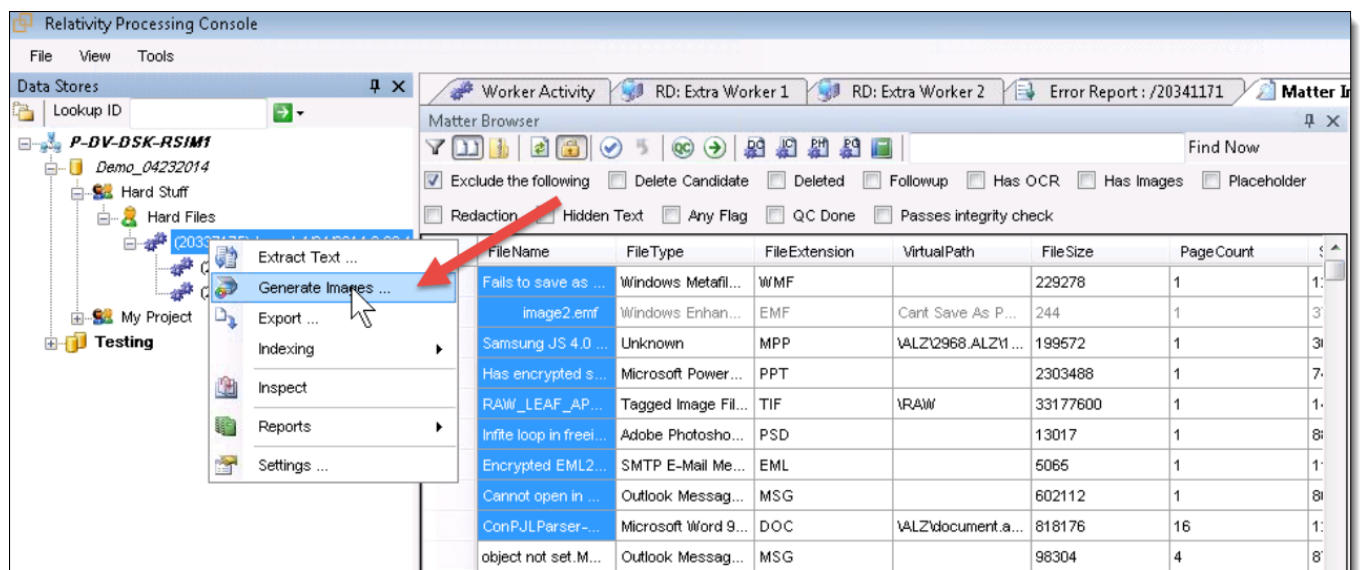 Relativity Processing Console
File View Tools
Data Stores
Lookup ID
P-DV-DSK-RSIM1
Demo_04232014
Hard Stuff
Hard Files
My Project
Testing
Extract Text ...
Generate Images ...
Export ...
Indexing
Inspect
Reports
Settings ...
Worker Activity RD: Extra Worker 1 RD: Extra Worker 2 Error Report : /20341171 Matter
Matter Browser
Find Now
Exclude the following Delete Candidate Deleted Followup Has OCR Has Images Placeholder
Redaction Hidden Text Any Flag QC Done Passes integrity check
FileName FileType FileExtension VirtualPath FileSize PageCount
Fails to save as ... Windows Metafil... WMF 229278 1
image2.emf Windows Enhan... EMF Cant Save As P... 244 1
Samsung JS 4.0 ... Unknown MPP \ALZ\2968.ALZ\1... 199572 1
Has encrypted s... Microsoft Power... PPT 2303488 1
RAW_LEAF_AP... Tagged Image Fil... TIF \RAW 33177600 1
Infite loop in freei... Adobe Photosho... PSD 13017 1
Encrypted EML2... SMTP E-Mail Me... EML 5065 1
Cannot open in ... Outlook Messag... MSG 602112 1
ConPJLParser-... Microsoft Word 9... DOC \ALZ\document.a... 818176 16
object not set.M... Outlook Messag... MSG 98304 4